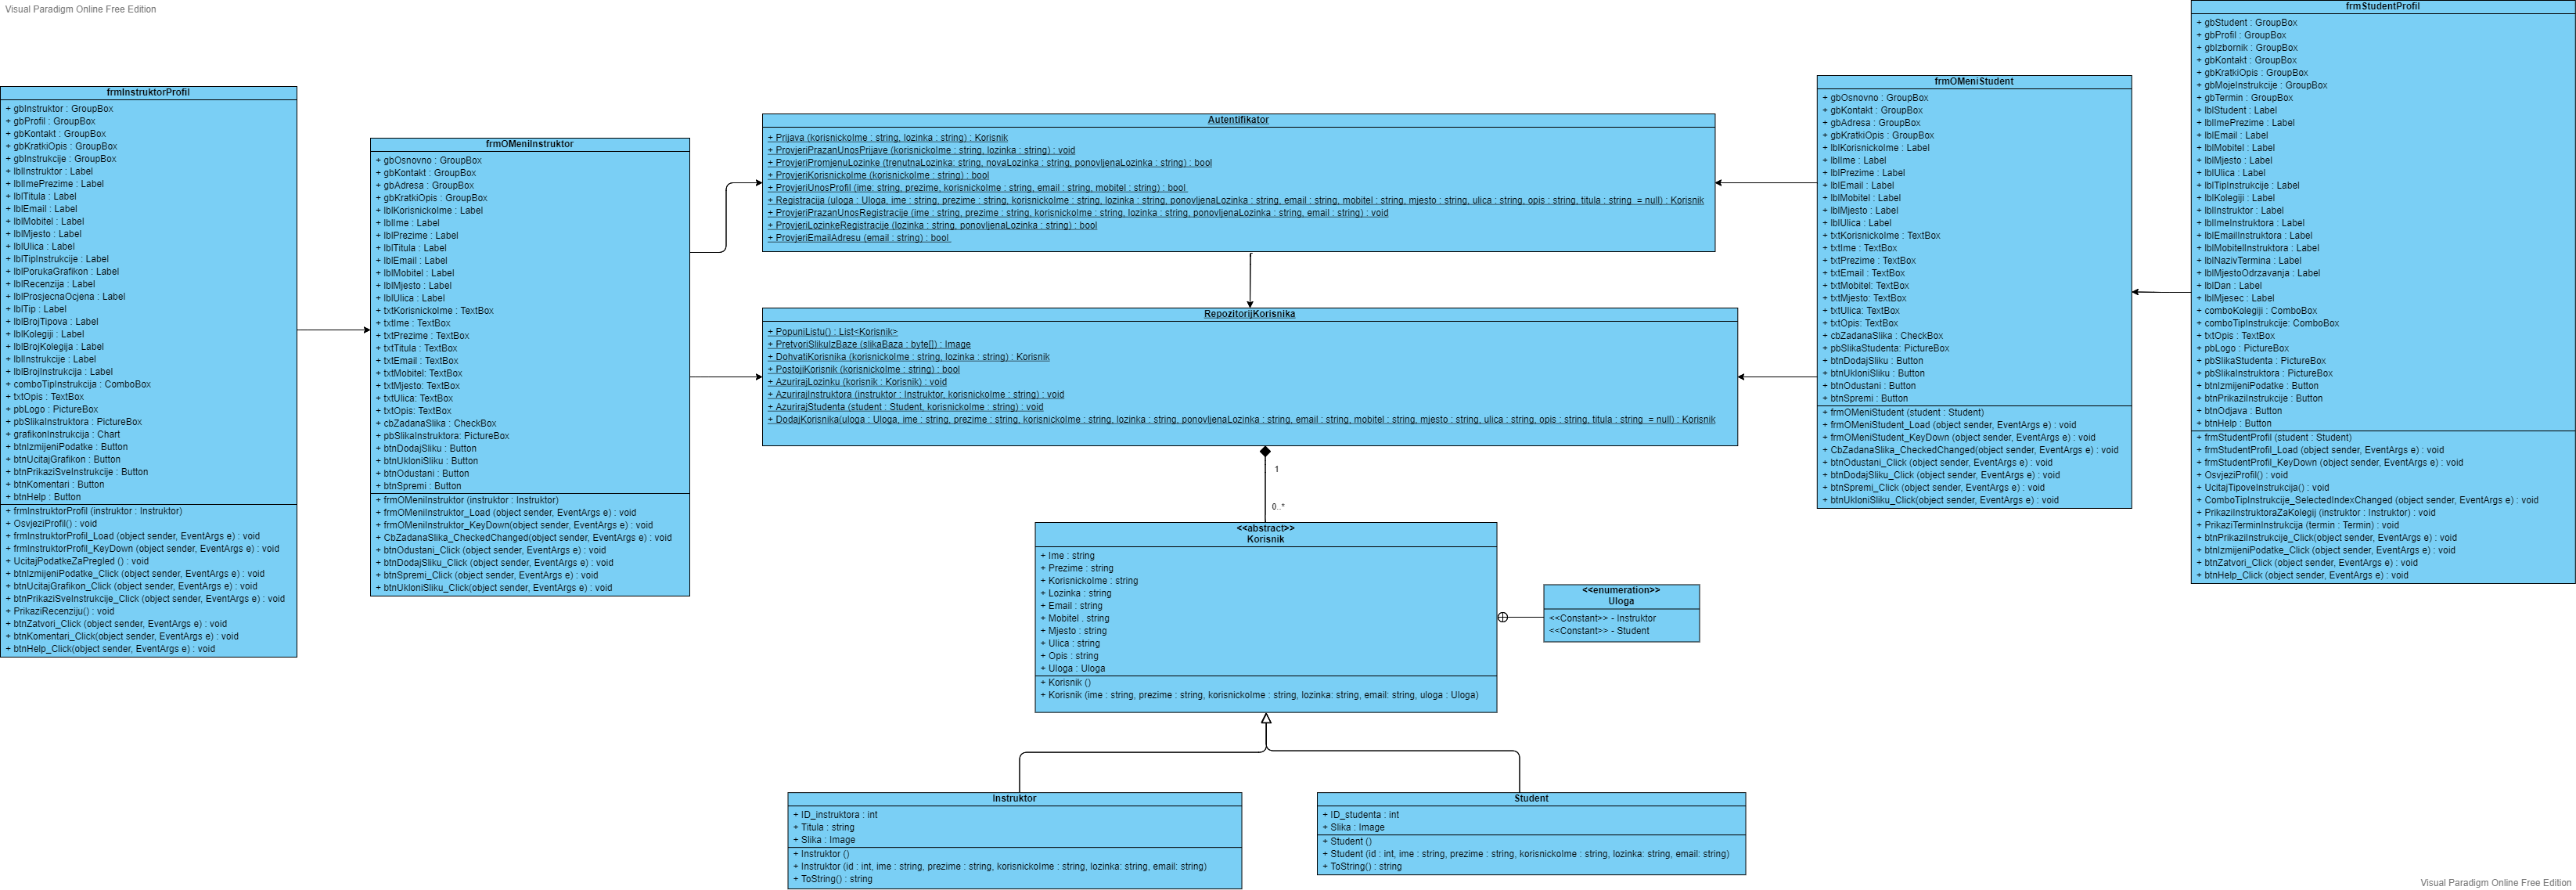 Visual Paradigm Online Free Edition
frmInstruktorProfil
+ gbInstruktor : GroupBox
+ gbProfil : GroupBox
+ gbKontakt : GroupBox
+ gbKratkiOpis : GroupBox
+ gbInstrukcije : GroupBox
+ lblInstruktor : Label
+ lblImePrezime : Label
+ lblTitula : Label
+ lblEmail : Label
+ lblMobitel : Label
+ lblMjesto : Label
+ lblUlica : Label
+ lblTipInstrukcije : Label
+ lblPorukaGrafikon : Label
+ lblRecenzija : Label
+ lblProsjecnaOcjena : Label
+ lblTip : Label
+ lblBrojTipova : Label
+ lblKolegiji : Label
+ lblBrojKolegija : Label
+ lblInstrukcije : Label
+ lblBrojInstrukcija : Label
+ comboTipInstrukcija : ComboBox
+ txtOpis : TextBox
+ pbLogo : PictureBox
+ pbSlikaInstruktora : PictureBox
+ grafikonInstrukcija : Chart
+ btnIzmijeniPodatke : Button
+ btnUcitajGrafikon : Button
+ btnPrikaziSveInstrukcije : Button
+ btnKomentari : Button
+ btnHelp : Button
+ frmInstruktorProfil (instruktor : Instruktor)
+ OsvjeziProfil() : void
+ frmInstruktorProfil_Load (object sender, EventArgs e) : void
+ frmInstruktorProfil_KeyDown (object sender, EventArgs e) : void
+ UcitajPodatkeZaPregled () : void
+ btnIzmijeniPodatke_Click (object sender, EventArgs e) : void
+ btnUcitajGrafikon_Click (object sender, EventArgs e) : void
+ btnPrikaziSveInstrukcije_Click (object sender, EventArgs e) : void
+ PrikaziRecenziju() : void
+ btnZatvori_Click (object sender, EventArgs e) : void
+ btnKomentari_Click(object sender, EventArgs e) : void
+ btnHelp_Click(object sender, EventArgs e) : void
frmOMeniInstruktor
+ gbOsnovno : GroupBox
+ gbKontakt : GroupBox
+ gbAdresa : GroupBox
+ gbKratkiOpis : GroupBox
+ lblKorisnickoIme : Label
+ lblIme : Label
+ lblPrezime : Label
+ lblTitula : Label
+ lblEmail : Label
+ lblMobitel : Label
+ lblMjesto : Label
+ lblUlica : Label
+ txtKorisnickoIme : TextBox
+ txtIme : TextBox
+ txtPrezime : TextBox
+ txtTitula : TextBox
+ txtEmail : TextBox
+ txtMobitel: TextBox
+ txtMjesto: TextBox
+ txtUlica: TextBox
+ txtOpis: TextBox
+ cbZadanaSlika : CheckBox
+ pbSlikaInstruktora: PictureBox
+ btnDodajSliku : Button
+ btnUkloniSliku : Button
+ btnOdustani : Button
+ btnSpremi : Button
+ frmOMeniInstruktor (instruktor : Instruktor)
+ frmOMeniInstruktor_Load (object sender, EventArgs e) : void
+ frmOMeniInstruktor_KeyDown(object sender, EventArgs e) : void
+ CbZadanaSlika_CheckedChanged(object sender, EventArgs e) : void
+ btnOdustani_Click (object sender, EventArgs e) : void
+ btnDodajSliku_Click (object sender, EventArgs e) : void
+ btnSpremi_Click (object sender, EventArgs e) : void
+ btnUkloniSliku_Click(object sender, EventArgs e) : void
Autentifikator
+ Prijava (korisnickoIme : string, lozinka : string) : Korisnik
+ ProvjeriPrazanUnosPrijave (korisnickoIme : string, lozinka : string) : void
+ ProvjeriPromjenuLozinke (trenutnaLozinka: string, novaLozinka : string, ponovljenaLozinka : string) : bool
+ ProvjeriKorisnickoIme (korisnickoIme : string) : bool
+ ProvjeriUnosProfil (ime: string, prezime, korisnickoIme : string, email : string, mobitel : string) : bool
+ Registracija (uloga : Uloga, ime : string, prezime : string, korisnickoIme : string, lozinka : string, ponovljenaLozinka : string, email : string, mobitel : string, mjesto : string, ulica : string, opis : string, titula : string = null) : Korisnik
+ ProvjeriPrazanUnosRegistracije (ime : string, prezime : string, korisnickoIme : string, lozinka : string, ponovljenaLozinka : string, email : string) : void
+ ProvjeriLozinkeRegistracije (lozinka : string, ponovljenaLozinka : string) : bool
+ ProvjeriEmailAdresu (email : string) : bool
RepozitorijKorisnika
+ PopuniListu() : List<Korisnik>
+ PretvoriSlikuIzBaze (slikaBaza : byte[]) : Image
+ DohvatiKorisnika (korisnickoIme : string, lozinka : string) : Korisnik
+ PostojiKorisnik (korisnickoIme : string) : bool
+ AzurirajLozinku (korisnik : Korisnik) : void
+ AzurirajInstruktora (instruktor : Instruktor, korisnickoIme : string) : void
+ AzurirajStudenta (student : Student, korisnickoIme : string) : void
+ DodajKorisnika(uloga : Uloga, ime : string, prezime : string, korisnickoIme : string, lozinka : string, ponovljenaLozinka : string, email : string, mobitel : string, mjesto : string, ulica : string, opis : string, titula : string = null) : Korisnik
1
0..*
<<abstract>>
Korisnik
+ Ime : string
+ Prezime : string
+ KorisnickoIme : string
+ Lozinka : string
+ Email : string
+ Mobitel : string
+ Mjesto : string
+ Ulica : string
+ Opis : string
+ Uloga : Uloga
+ Korisnik ()
+ Korisnik (ime : string, prezime : string, korisnickoIme : string, lozinka: string, email: string, uloga : Uloga)
<<enumeration>>
Uloga
<<Constant>> - Instruktor
<<Constant>> - Student
Instruktor
+ ID_instruktora : int
+ Titula : string
+ Slika : Image
+ Instruktor ()
+ Instruktor (id : int, ime : string, prezime : string, korisnickoIme : string, lozinka: string, email: string)
+ ToString() : string
Student
+ ID_studenta : int
+ Slika : Image
+ Student ()
+ Student (id : int, ime : string, prezime : string, korisnickoIme : string, lozinka: string, email: string)
+ ToString() : string
frmOMeniStudent
+ gbOsnovno : GroupBox
+ gbKontakt : GroupBox
+ gbAdresa : GroupBox
+ gbKratkiOpis : GroupBox
+ lblKorisnickoIme : Label
+ lblIme : Label
+ lblPrezime : Label
+ lblEmail : Label
+ lblMobitel : Label
+ lblMjesto : Label
+ lblUlica : Label
+ txtKorisnickoIme : TextBox
+ txtIme : TextBox
+ txtPrezime : TextBox
+ txtEmail : TextBox
+ txtMobitel: TextBox
+ txtMjesto: TextBox
+ txtUlica: TextBox
+ txtOpis: TextBox
+ cbZadanaSlika : CheckBox
+ pbSlikaStudenta: PictureBox
+ btnDodajSliku : Button
+ btnUkloniSliku : Button
+ btnOdustani : Button
+ btnSpremi : Button
+ frmOMeniStudent (student : Student)
+ frmOMeniStudent_Load (object sender, EventArgs e) : void
+ frmOMeniStudent_KeyDown (object sender, EventArgs e) : void
+ CbZadanaSlika_CheckedChanged(object sender, EventArgs e) : void
+ btnOdustani_Click (object sender, EventArgs e) : void
+ btnDodajSliku_Click (object sender, EventArgs e) : void
+ btnSpremi_Click (object sender, EventArgs e) : void
+ btnUkloniSliku_Click(object sender, EventArgs e) : void
frmStudentProfil
+ gbStudent : GroupBox
+ gbProfil : GroupBox
+ gbIzbornik : GroupBox
+ gbKontakt : GroupBox
+ gbKratkiOpis : GroupBox
+ gbMojeInstrukcije : GroupBox
+ gbTermin : GroupBox
+ lblStudent : Label
+ lblImePrezime : Label
+ lblEmail : Label
+ lblMobitel : Label
+ lblMjesto : Label
+ lblUlica : Label
+ lblTipInstrukcije : Label
+ lblKolegiji : Label
+ lblInstruktor : Label
+ lblImeInstruktora : Label
+ lblEmailInstruktora : Label
+ lblMobitelInstruktora : Label
+ lblNazivTermina : Label
+ lblMjestoOdrzavanja : Label
+ lblDan : Label
+ lblMjesec : Label
+ comboKolegiji : ComboBox
+ comboTipInstrukcije: ComboBox
+ txtOpis : TextBox
+ pbLogo : PictureBox
+ pbSlikaStudenta : PictureBox
+ pbSlikaInstruktora : PictureBox
+ btnIzmijeniPodatke : Button
+ btnPrikaziInstrukcije : Button
+ btnOdjava : Button
+ btnHelp : Button
+ frmStudentProfil (student : Student)
+ frmStudentProfil_Load (object sender, EventArgs e) : void
+ frmStudentProfil_KeyDown (object sender, EventArgs e) : void
+ OsvjeziProfil() : void
+ UcitajTipoveInstrukcija() : void
+ ComboTipInstrukcije_SelectedIndexChanged (object sender, EventArgs e) : void
+ PrikaziInstruktoraZaKolegij (instruktor : Instruktor) : void
+ PrikaziTerminInstrukcija (termin : Termin) : void
+ btnPrikaziInstrukcije_Click(object sender, EventArgs e) : void
+ btnIzmijeniPodatke_Click (object sender, EventArgs e) : void
+ btnZatvori_Click (object sender, EventArgs e) : void
+ btnHelp_Click (object sender, EventArgs e) : void
Visual Paradigm Online Free Edition